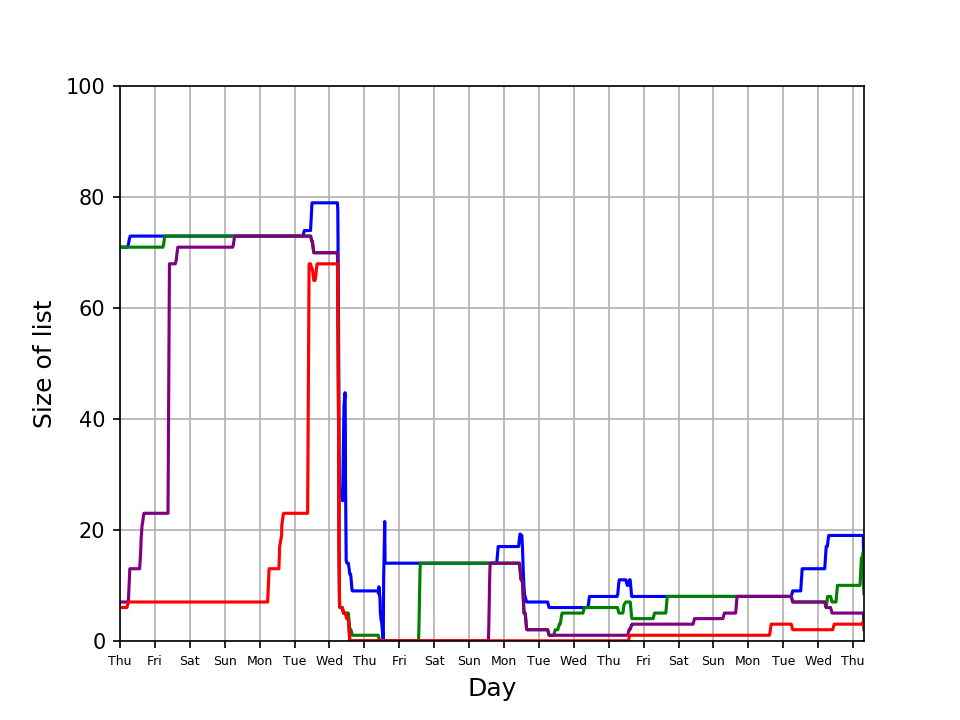 100
80
60
40
20
0
Size of list
Thu Fri Sat Sun Mon Tue Wed Thu Fri Sat Sun Mon Tue Wed Thu Fri Sat Sun Mon Tue Wed Thu
Day